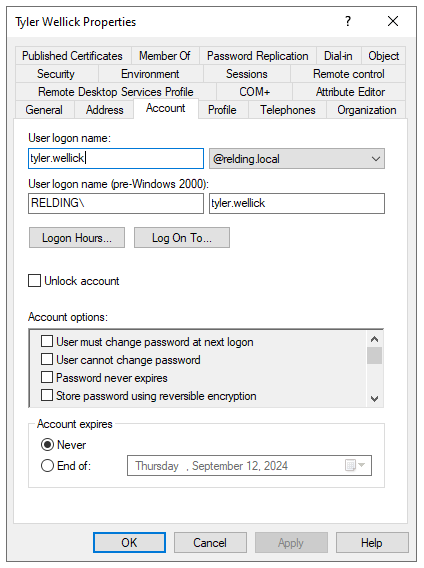 Tyler Wellick Properties
? ×
Published Certificates Member Of Password Replication Dial-in Object
Security Environment Sessions Remote control
Remote Desktop Services Profile COM+ Attribute Editor
General Address Account Profile Telephones Organization
User logon name:
tyler.wellick @relding.local
User logon name (pre-Windows 2000):
RELDING\ tyler.wellick
Logon Hours... Log On To...
Unlock account
Account options:
User must change password at next logon
User cannot change password
Password never expires
Store password using reversible encryption
Account expires
Never
End of: Thursday , September 12, 2024
OK Cancel Apply Help